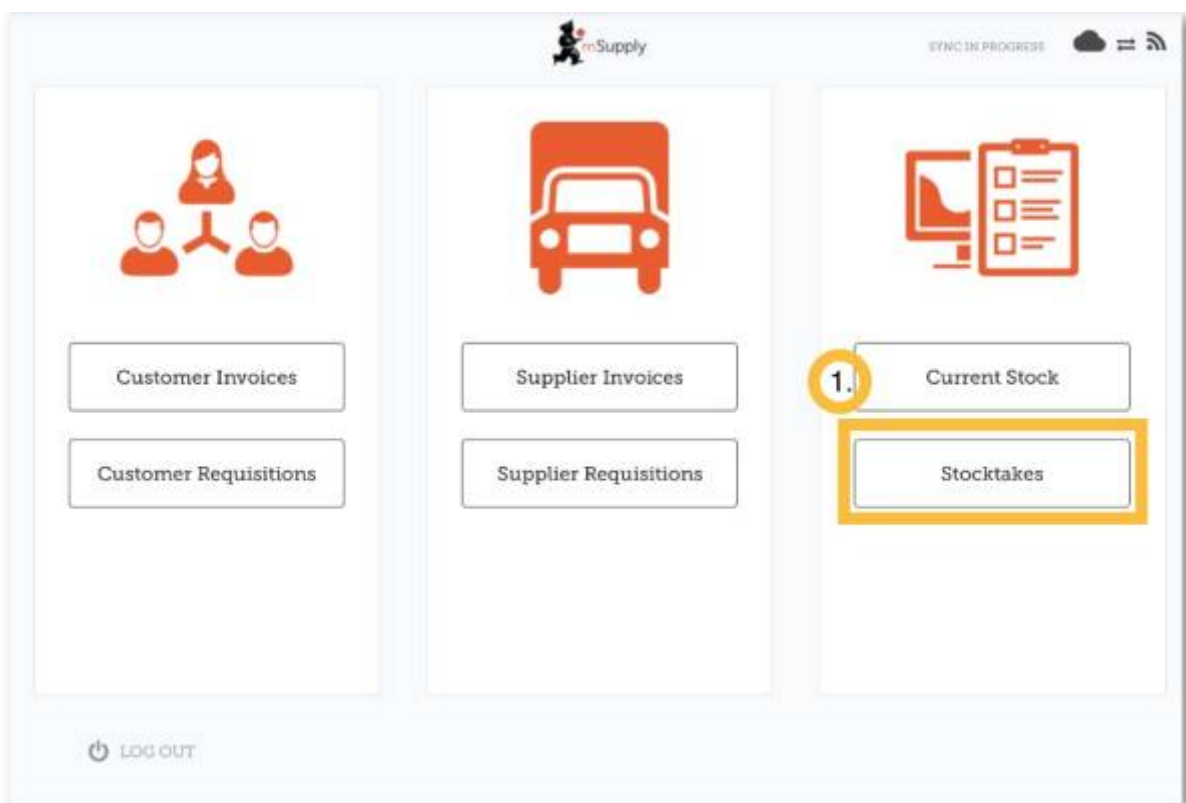 mSupply
SYNC IN PROGRESS
Customer Invoices
Customer Requisitions
Supplier Invoices
Supplier Requisitions
1.
Current Stock
Stocktakes
LOG OUT